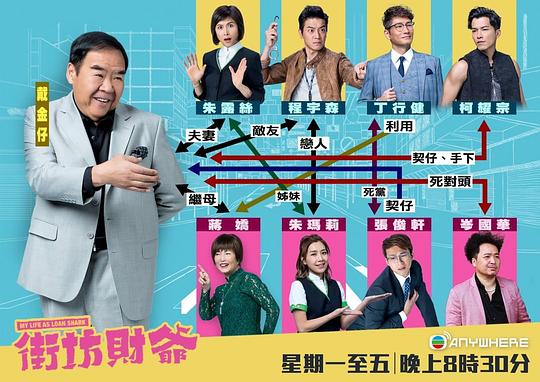 戴金仔
朱露絲
程宇森
丁行健
柯耀宗
夫妻
敵友
戀人
利用
契仔、手下
死對頭
繼母
姊妹
死黨
契仔
蔣嬌
朱瑪莉
張俊軒
岑國華
MY LIFE AS LOAN SHARK
街坊財爺
ANYWHERE
星期一至五|晚上8時30分